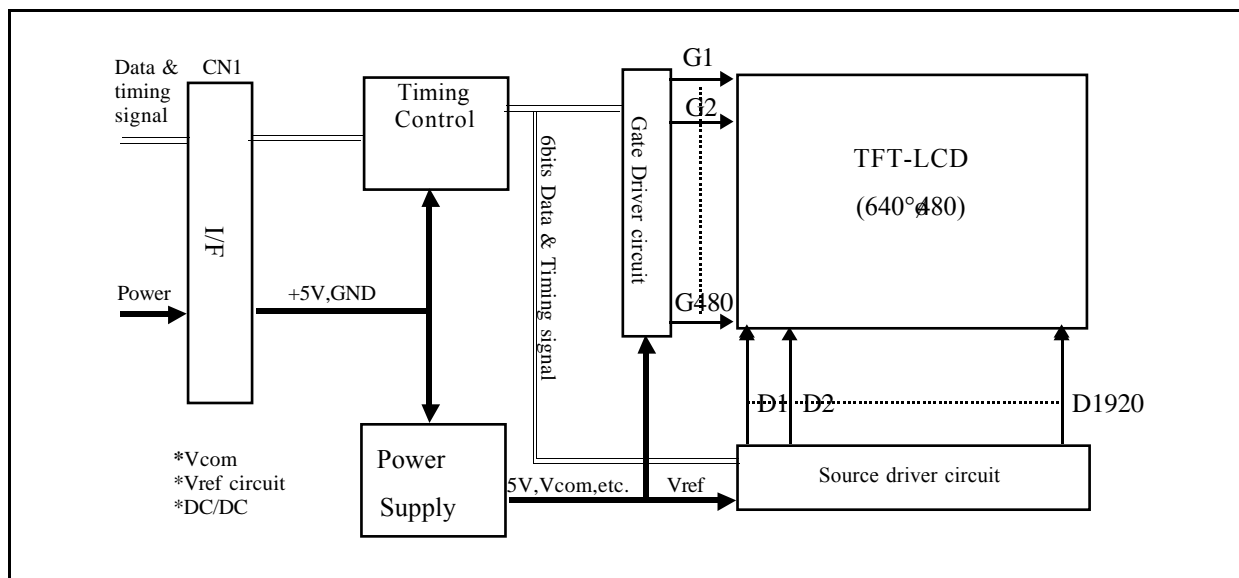 Data &
timing
signal
CN1
I/F
Power
+5V,GND
Timing
Control
6bits Data & Timing signal
Gate Driver circuit
G1
G2
G480
TFT-LCD
(640°ø480)
D1
D2
D1920
*Vcom
*Vref circuit
*DC/DC
Power
Supply
5V,Vcom,etc.
Vref
Source driver circuit